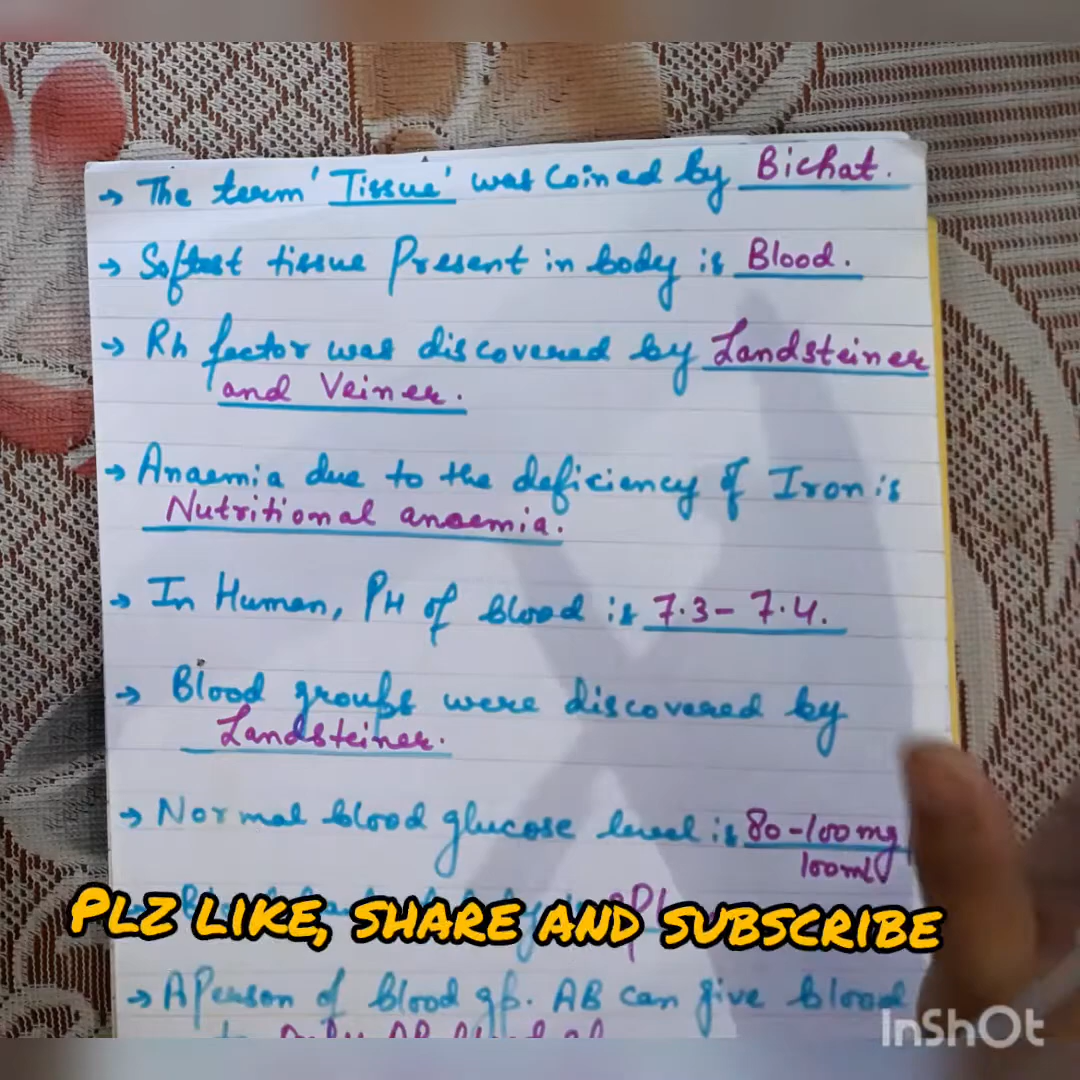 → The term 'Tissue' was coined by Bichat.
→ Softest tissue Present in body is Blood.
→ Rh factor was discovered by Landsteiner
and Veiner.
→ Anaemia due to the deficiency of Iron is
Nutritional anaemia.
→ In Human, PH of blood is 7.3 - 7.4.
→ Blood groups were discovered by
Landsteiner.
→ Normal blood glucose level is 80-100mg
100ml
PLZ LIKE, SHARE AND SUBSCRIBE
→ A Person of blood gp. AB can give blood
InShOt